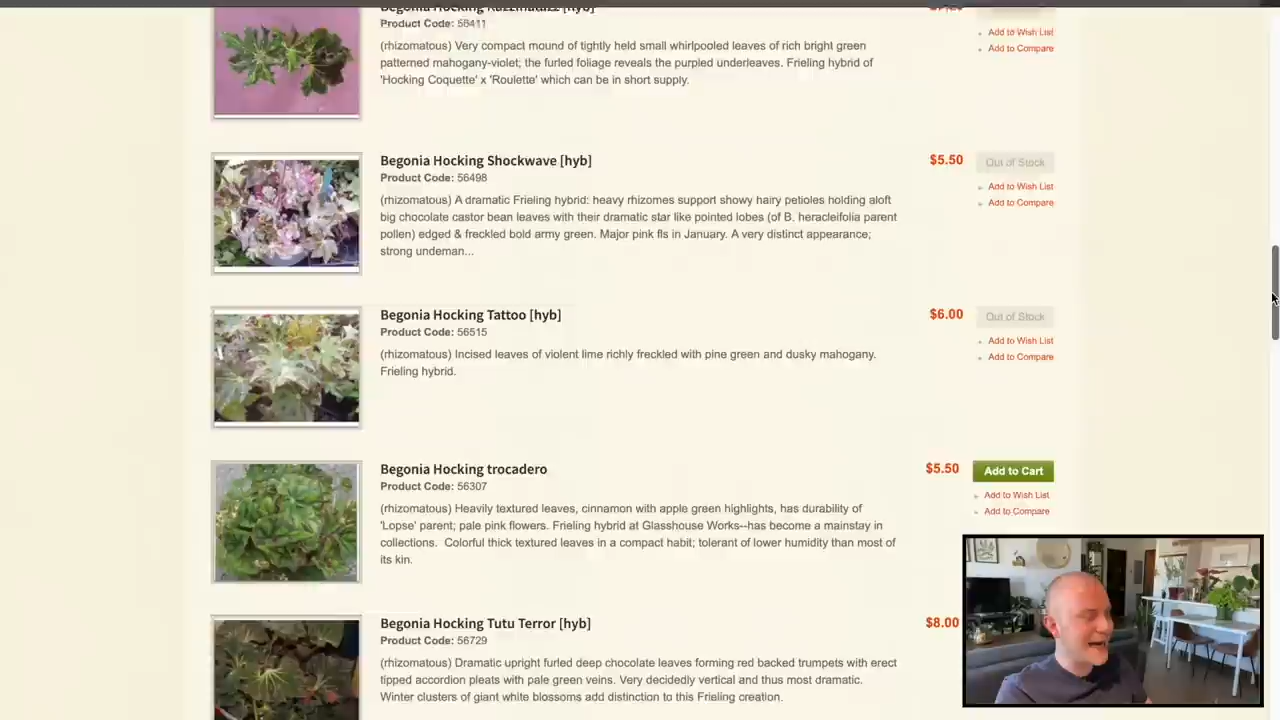 Begonia Hocking Razzmatazz [hyb]
Product Code: 56411
Add to Wish List
Add to Compare
(rhizomatous) Very compact mound of tightly held small whirlpooled leaves of rich bright green
patterned mahogany-violet; the furled foliage reveals the purpled underleaves. Frieling hybrid of
'Hocking Coquette' x 'Roulette' which can be in short supply.
Begonia Hocking Shockwave [hyb]
$5.50
Out of Stock
Product Code: 56498
Add to Wish List
Add to Compare
(rhizomatous) A dramatic Frieling hybrid: heavy rhizomes support showy hairy petioles holding aloft
big chocolate castor bean leaves with their dramatic star like pointed lobes (of B. heracleifolia parent
pollen) edged & freckled bold army green. Major pink fls in January. A very distinct appearance;
strong undeman...
Begonia Hocking Tattoo [hyb]
$6.00
Out of Stock
Product Code: 56515
Add to Wish List
Add to Compare
(rhizomatous) Incised leaves of violent lime richly freckled with pine green and dusky mahogany.
Frieling hybrid.
Begonia Hocking trocadero
$5.50
Add to Cart
Product Code: 56307
Add to Wish List
Add to Compare
(rhizomatous) Heavily textured leaves, cinnamon with apple green highlights, has durability of
'Lopse' parent; pale pink flowers. Frieling hybrid at Glasshouse Works--has become a mainstay in
collections. Colorful thick textured leaves in a compact habit; tolerant of lower humidity than most of
its kin.
Begonia Hocking Tutu Terror [hyb]
$8.00
Product Code: 56729
(rhizomatous) Dramatic upright furled deep chocolate leaves forming red backed trumpets with erect
tipped accordion pleats with pale green veins. Very decidedly vertical and thus most dramatic.
Winter clusters of giant white blossoms add distinction to this Frieling creation.